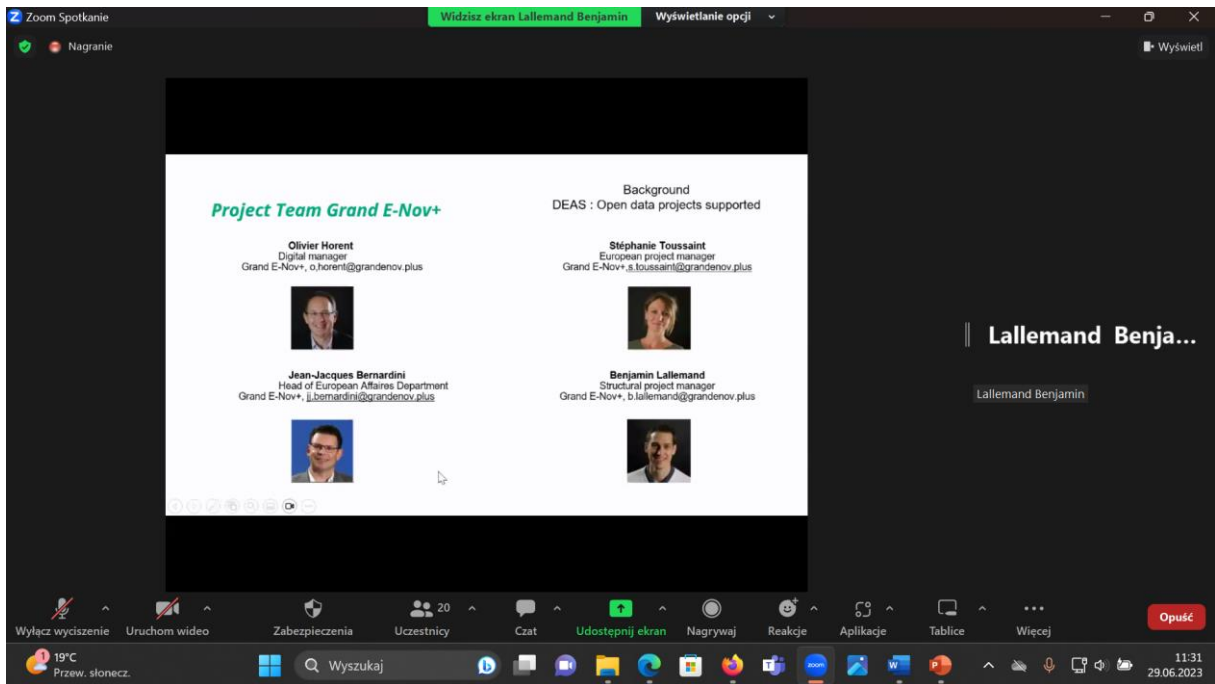 Zoom Spotkanie
Widzisz ekran Lallemand Benjamin
Wyświetlanie opcji
Nagranie
Wyświetl
Project Team Grand E-Nov+
Background
DEAS : Open data projects supported
Olivier Horent
Digital manager
Grand E-Nov+, o,horent@grandenov.plus
Stéphanie Toussaint
European project manager
Grand E-Nov+,s.toussaint@grandenov.plus
Jean-Jacques Bernardini
Head of European Affaires Department
Grand E-Nov+, jj.bernardini@grandenov.plus
Benjamin Lallemand
Structural project manager
Grand E-Nov+, b.lallemand@grandenov.plus
Lallemand Benja...
Lallemand Benjamin
Wyłącz wyciszenie
Uruchom wideo
Zabezpieczenia
20
Uczestnicy
Czat
Udostępnij ekran
Nagrywaj
Reakcje
Aplikacje
Tablice
Więcej
Opuść
1
19°C
Przew. słonecz.
Wyszukaj
zoom
11:31
29.06.2023